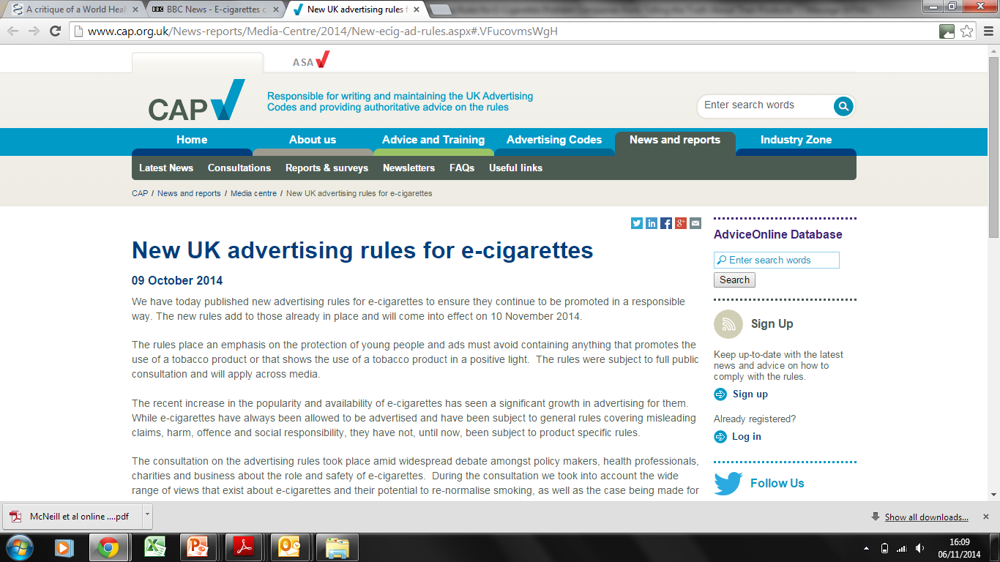 A critique of a World Heal
BBC News - E-cigarettes c
New UK advertising rules f
www.cap.org.uk/News-reports/Media-Centre/2014/New-ecig-ad-rules.aspx#.VFucovmsWgH
ASA
CAP
Responsible for writing and maintaining the UK Advertising
Codes and providing authoritative advice on the rules
Enter search words
Home About us Advice and Training Advertising Codes News and reports Industry Zone
Latest News Consultations Reports & surveys Newsletters FAQs Useful links
CAP / News and reports / Media centre / New UK advertising rules for e-cigarettes
New UK advertising rules for e-cigarettes
09 October 2014
We have today published new advertising rules for e-cigarettes to ensure they continue to be promoted in a responsible
way. The new rules add to those already in place and will come into effect on 10 November 2014.
The rules place an emphasis on the protection of young people and ads must avoid containing anything that promotes the
use of a tobacco product or that shows the use of a tobacco product in a positive light. The rules were subject to full public
consultation and will apply across media.
The recent increase in the popularity and availability of e-cigarettes has seen a significant growth in advertising for them.
While e-cigarettes have always been allowed to be advertised and have been subject to general rules covering misleading
claims, harm, offence and social responsibility, they have not, until now, been subject to product specific rules.
The consultation on the advertising rules took place amid widespread debate amongst policy makers, health professionals,
charities and business about the role and safety of e-cigarettes. During the consultation we took into account the wide
range of views that exist about e-cigarettes and their potential to re-normalise smoking, as well as the case being made for
AdviceOnline Database
Enter search words
Search
Sign Up
Keep up-to-date with the latest
news and advice on how to
comply with the rules.
Sign up
Already registered?
Log in
Follow Us
McNeill et al online ....pdf
Show all downloads...
16:09
06/11/2014